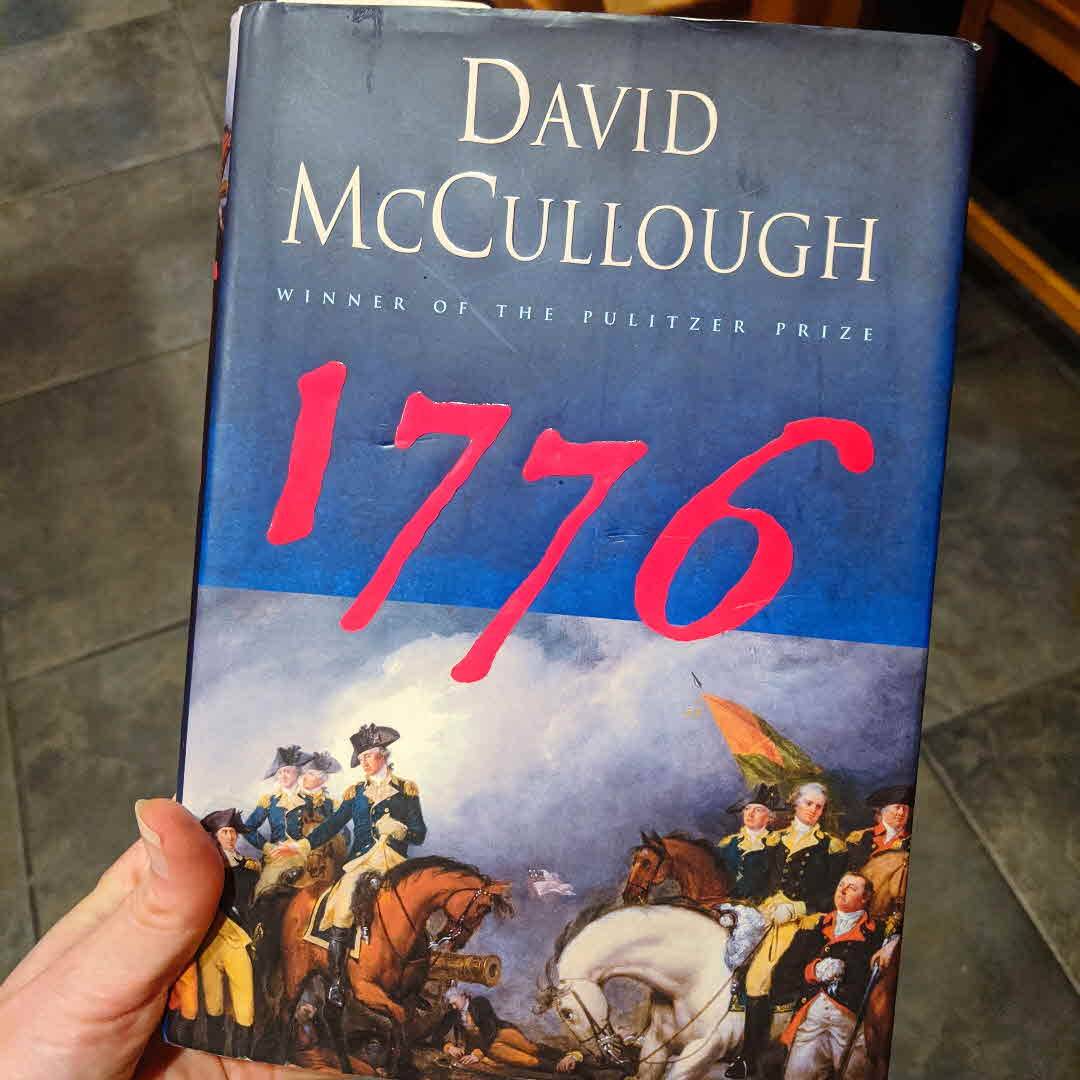 DAVID
MCCULLOUGH
WINNER OF THE PULITZER PRIZE
1776